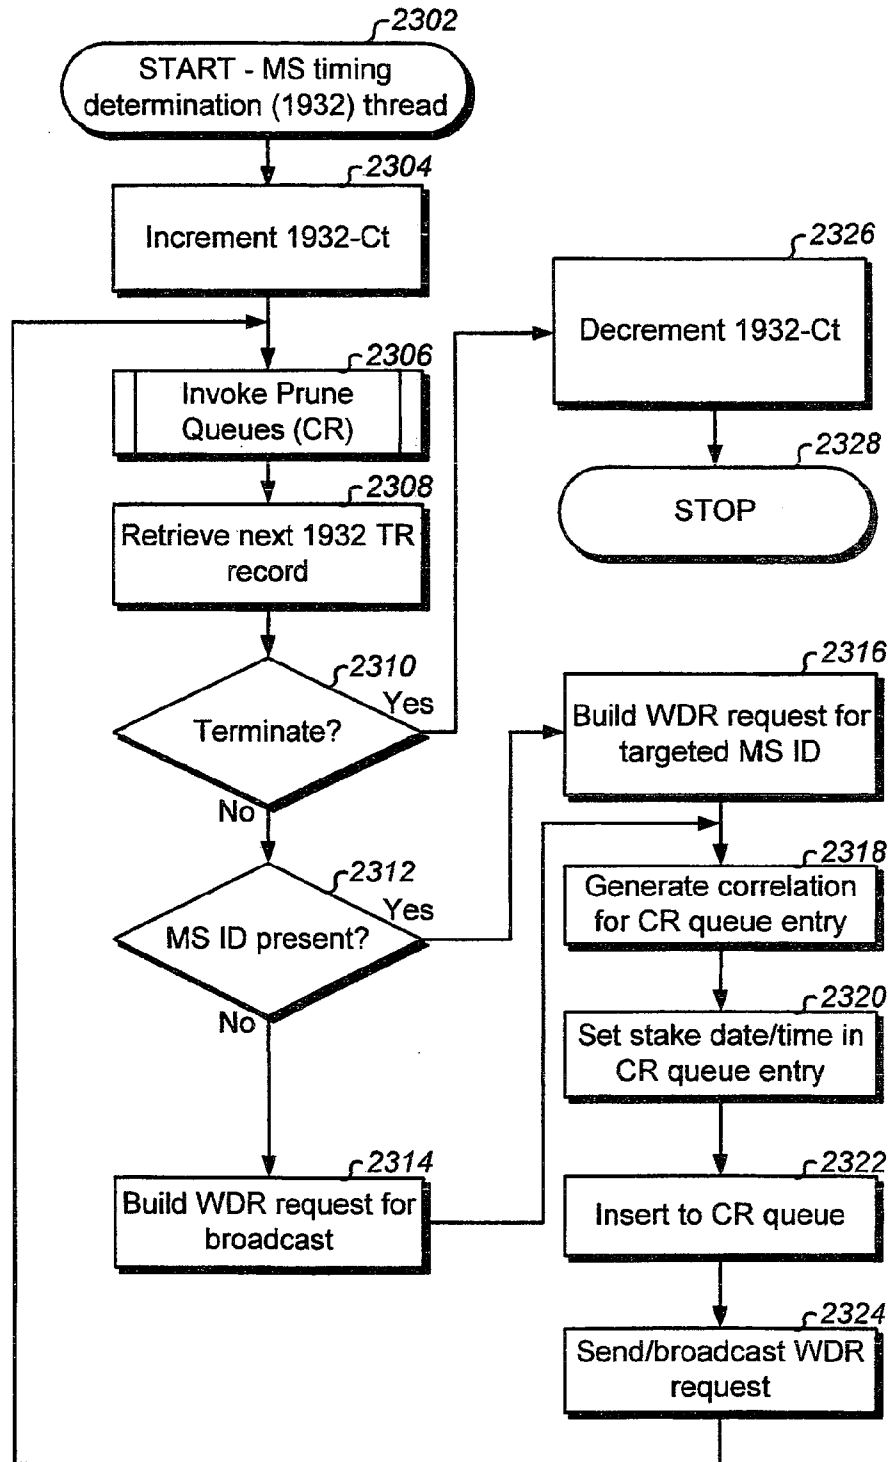 2302
START - MS timing
determination (1932) thread
2304
Increment 1932-Ct
2306
Invoke Prune
Queues (CR)
2308
Retrieve next 1932 TR
record
2310
Terminate?
Yes
No
2312
MS ID present?
Yes
No
2314
Build WDR request for
broadcast
2326
Decrement 1932-Ct
2328
STOP
2316
Build WDR request for
targeted MS ID
2318
Generate correlation
for CR queue entry
2320
Set stake date/time in
CR queue entry
2322
Insert to CR queue
2324
Send/broadcast WDR
request